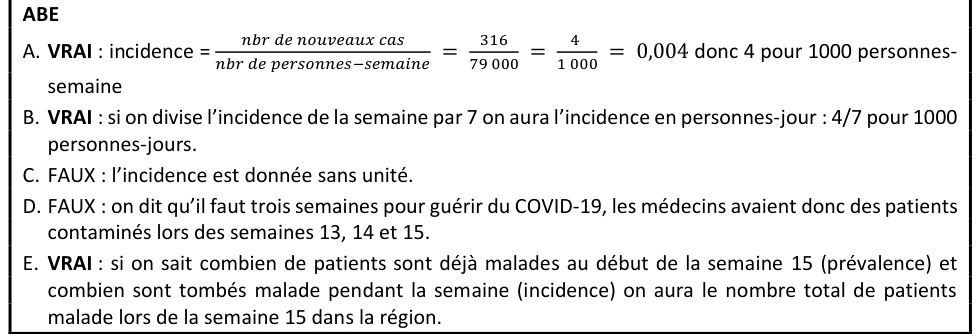 ABE
A. VRAI : incidence = nbr de nouveaux cas / nbr de personnes−semaine = 316 / 79 000 = 4 / 1 000 = 0,004 donc 4 pour 1000 personnes-
semaine
B. VRAI : si on divise l’incidence de la semaine par 7 on aura l’incidence en personnes-jour : 4/7 pour 1000
personnes-jours.
C. FAUX : l’incidence est donnée sans unité.
D. FAUX : on dit qu’il faut trois semaines pour guérir du COVID-19, les médecins avaient donc des patients
contaminés lors des semaines 13, 14 et 15.
E. VRAI : si on sait combien de patients sont déjà malades au début de la semaine 15 (prévalence) et
combien sont tombés malade pendant la semaine (incidence) on aura le nombre total de patients
malade lors de la semaine 15 dans la région.